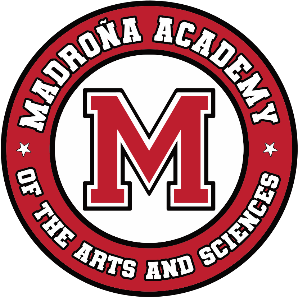 MADROÑA ACADEMY
M
OF THE ARTS AND SCIENCES